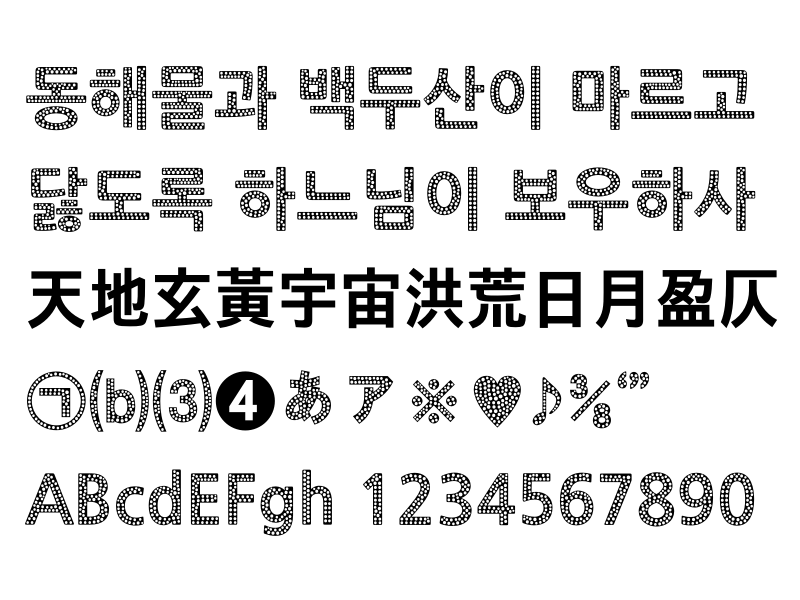 동해물과 백두산이 마르고
닳도록 하느님이 보우하사
天地玄黃宇宙洪荒日月盈仄
㉠⒝⑶❹あア※♥♪⅜“’
ABcdEFgh 1234567890